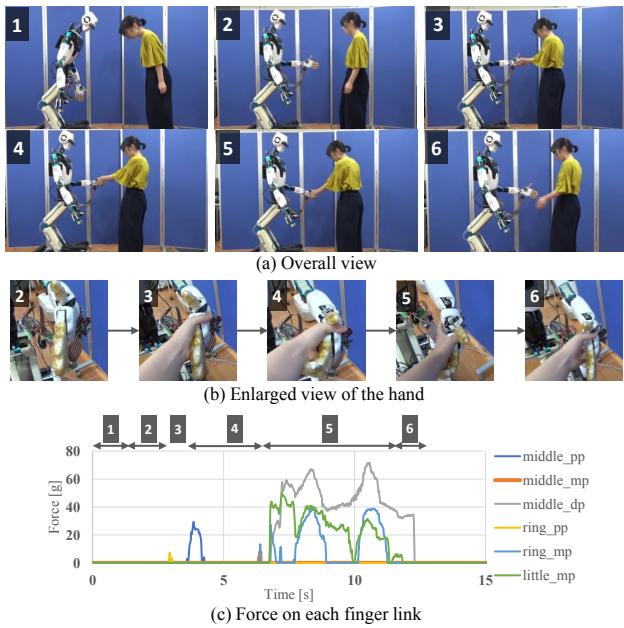 1 2 3
4 5 6
(a) Overall view
2 3 4 5 6
(b) Enlarged view of the hand
1 2 3 4 5 6
80
60
40
20
0
Force [g]
0 5 10 15
Time [s]
middle_pp
middle_mp
middle_dp
ring_pp
ring_mp
little_mp
(c) Force on each finger link